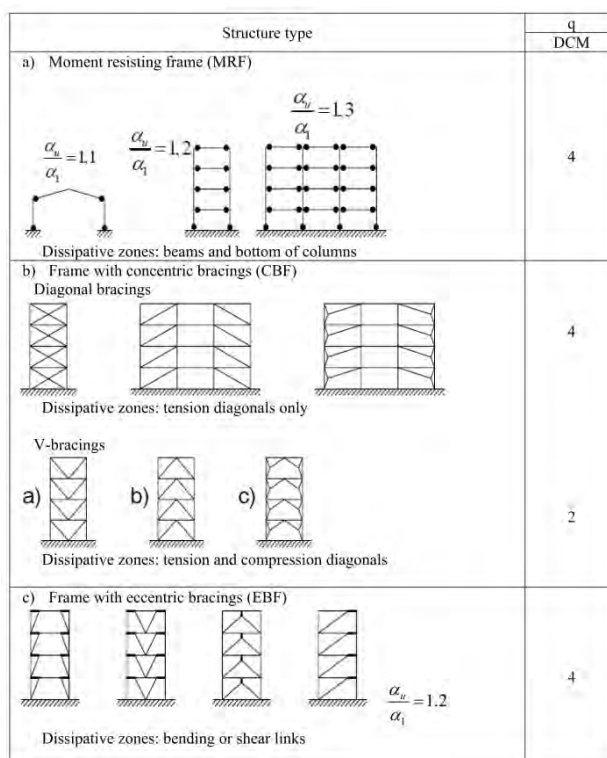 Structure type
q
DCM
a) Moment resisting frame (MRF)
αu/α1 = 1,1
αu/α1 = 1,2
αu/α1 = 1,3
4
Dissipative zones: beams and bottom of columns
b) Frame with concentric bracings (CBF)
Diagonal bracings
4
Dissipative zones: tension diagonals only
V-bracings
a)
b)
c)
2
Dissipative zones: tension and compression diagonals
c) Frame with eccentric bracings (EBF)
αu/α1 = 1.2
4
Dissipative zones: bending or shear links